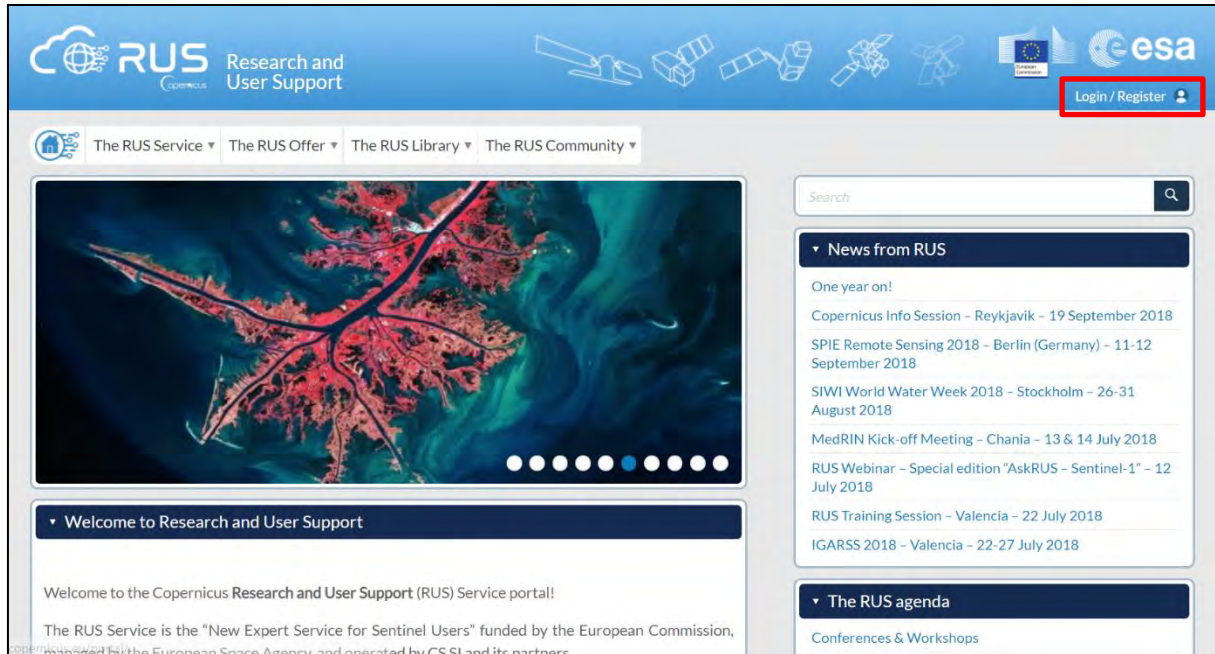 RUS
Copernicus
Research and
User Support
European
Commission
esa
Login / Register
The RUS Service ▾ The RUS Offer ▾ The RUS Library ▾ The RUS Community ▾
Search
▾ News from RUS
One year on!
Copernicus Info Session – Reykjavik – 19 September 2018
SPIE Remote Sensing 2018 – Berlin (Germany) – 11-12
September 2018
SIWI World Water Week 2018 – Stockholm – 26-31
August 2018
MedRIN Kick-off Meeting – Chania – 13 & 14 July 2018
RUS Webinar – Special edition “AskRUS – Sentinel-1” – 12
July 2018
RUS Training Session – Valencia – 22 July 2018
IGARSS 2018 – Valencia – 22-27 July 2018
▾ The RUS agenda
Conferences & Workshops
▾ Welcome to Research and User Support
Welcome to the Copernicus Research and User Support (RUS) Service portal!
The RUS Service is the “New Expert Service for Sentinel Users” funded by the European Commission,
managed by the European Space Agency, and operated by CS SI and its partners.